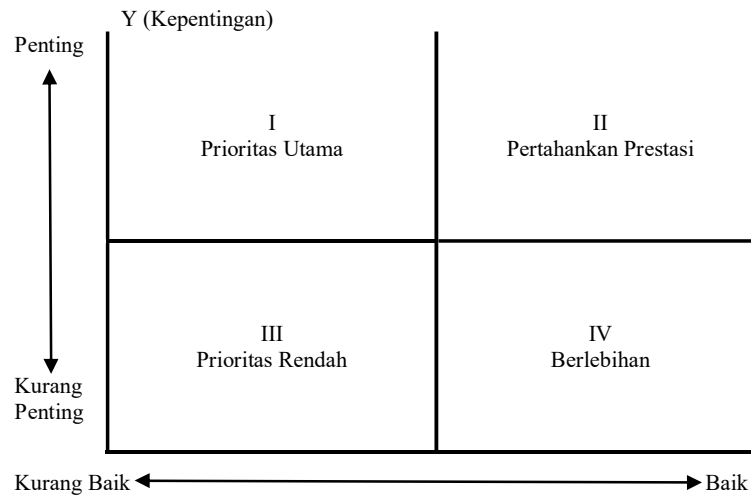 Y (Kepentingan)
Penting
I
Prioritas Utama
II
Pertahankan Prestasi
III
Prioritas Rendah
IV
Berlebihan
Kurang
Penting
Kurang Baik
Baik